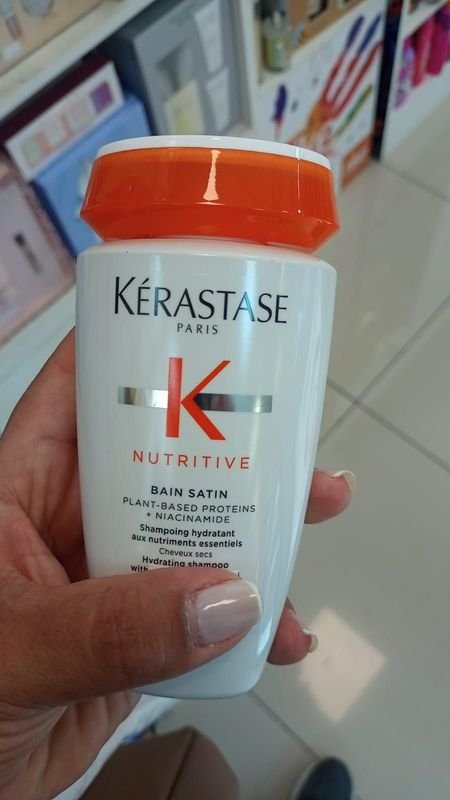 KÉRASTASE
PARIS
K
NUTRITIVE
BAIN SATIN
PLANT-BASED PROTEINS
+ NIACINAMIDE
Shampoing hydratant
aux nutriments essentiels
Cheveux secs
Hydrating shampoo